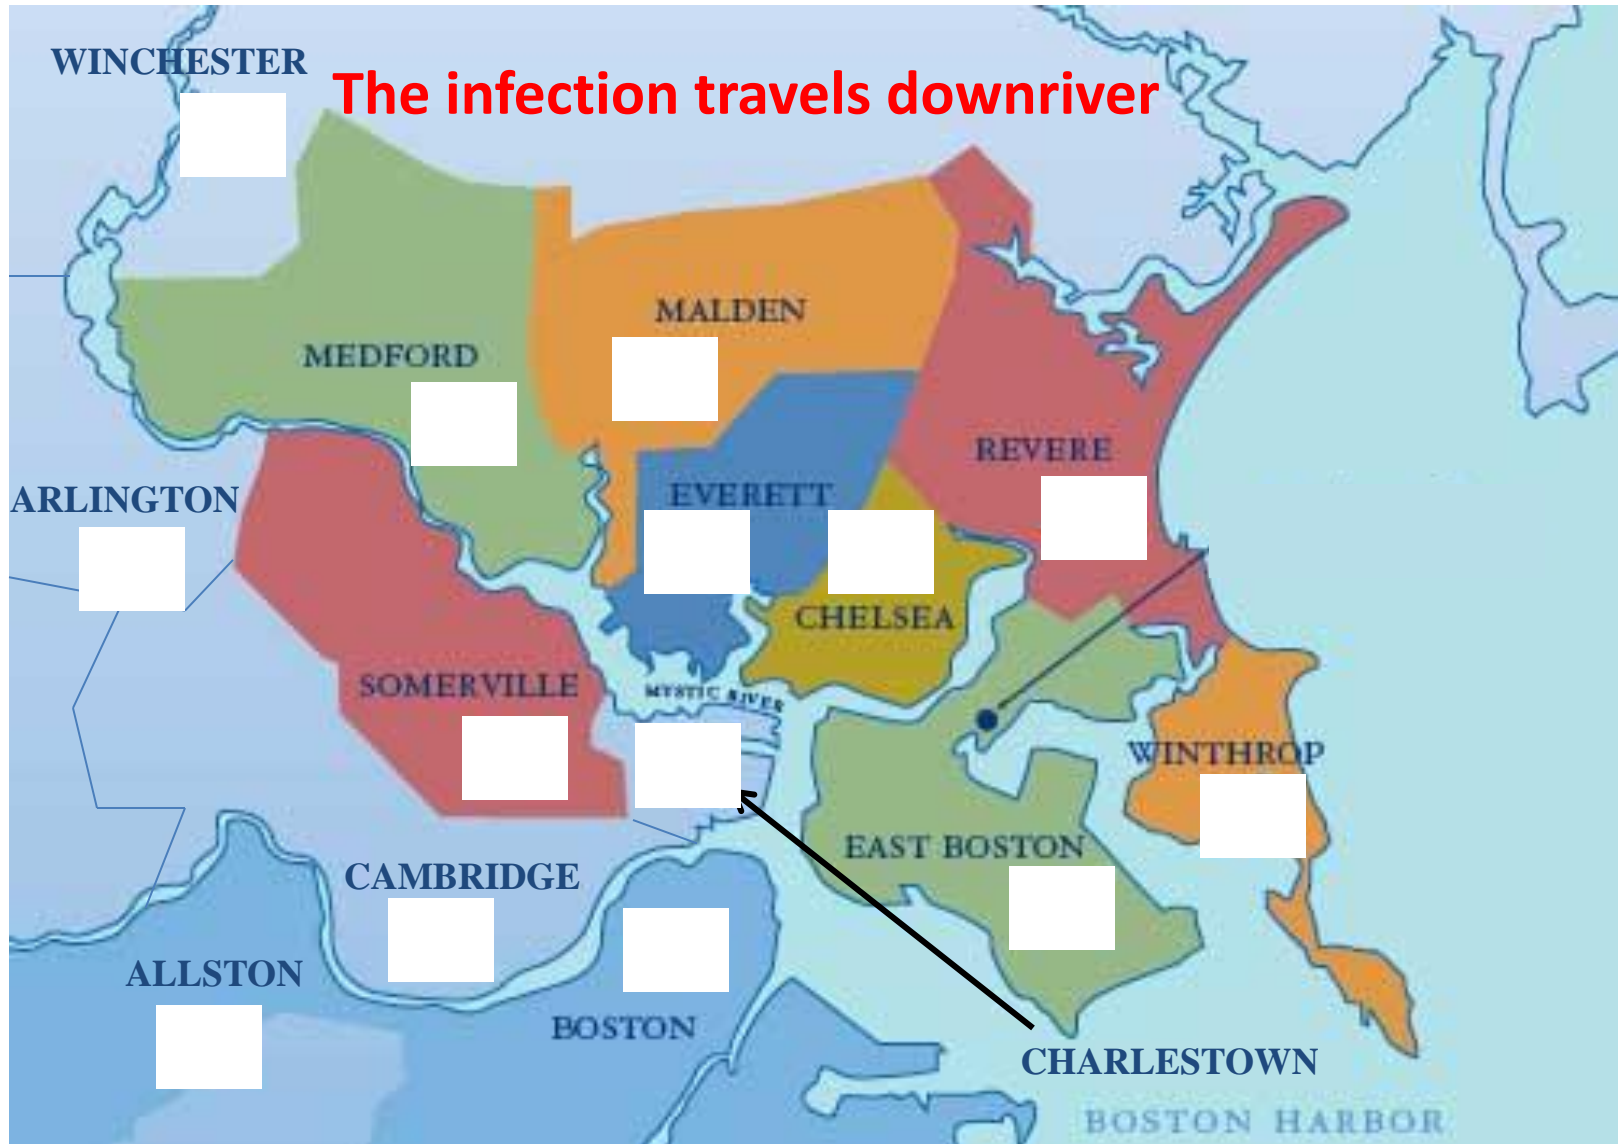 WINCHESTER
The infection travels downriver
MALDEN
MEDFORD
REVERE
ARLINGTON
EVERETT
CHELSEA
SOMERVILLE
MYSTIC RIVER
WINTHROP
EAST BOSTON
CAMBRIDGE
ALLSTON
BOSTON
CHARLESTOWN
BOSTON HARBOR